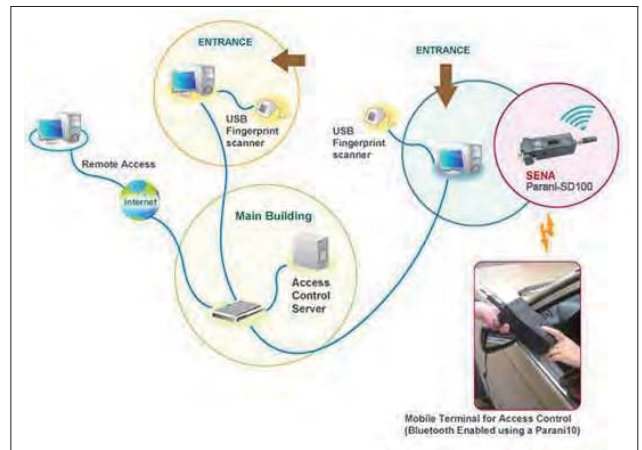 ENTRANCE
USB
Fingerprint
scanner
ENTRANCE
USB
Fingerprint
scanner
SENA
Parani-SD100
Remote Access
Internet
Main Building
Access
Control
Server
Mobile Terminal for Access Control
(Bluetooth Enabled using a Parani10)